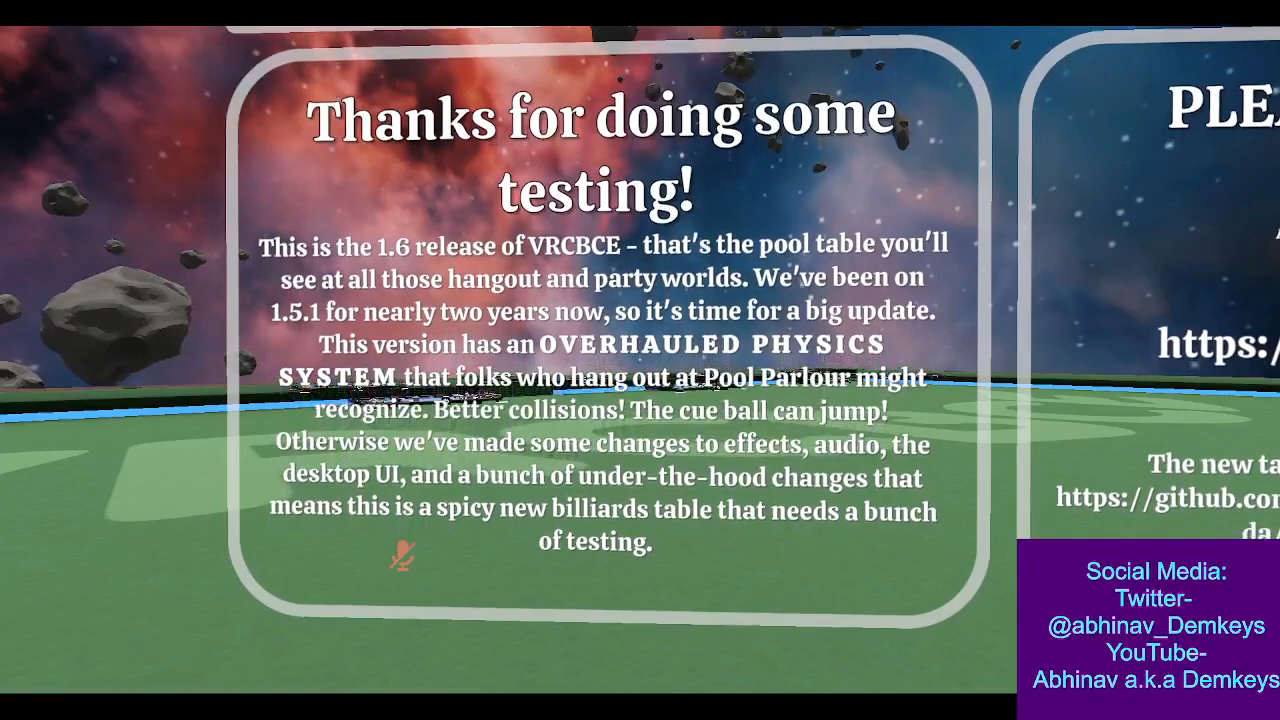 Thanks for doing some
testing!
This is the 1.6 release of VRCBCE - that's the pool table you'll
see at all those hangout and party worlds. We've been on
1.5.1 for nearly two years now, so it's time for a big update.
This version has an OVERHAULED PHYSICS
SYSTEM that folks who hang out at Pool Parlour might
recognize. Better collisions! The cue ball can jump!
Otherwise we've made some changes to effects, audio, the
desktop UI, and a bunch of under-the-hood changes that
means this is a spicy new billiards table that needs a bunch
of testing.
PLEA
https:/
The new ta
https://github.com
da/
Social Media:
Twitter-
@abhinav_Demkeys
YouTube-
Abhinav a.k.a Demkeys